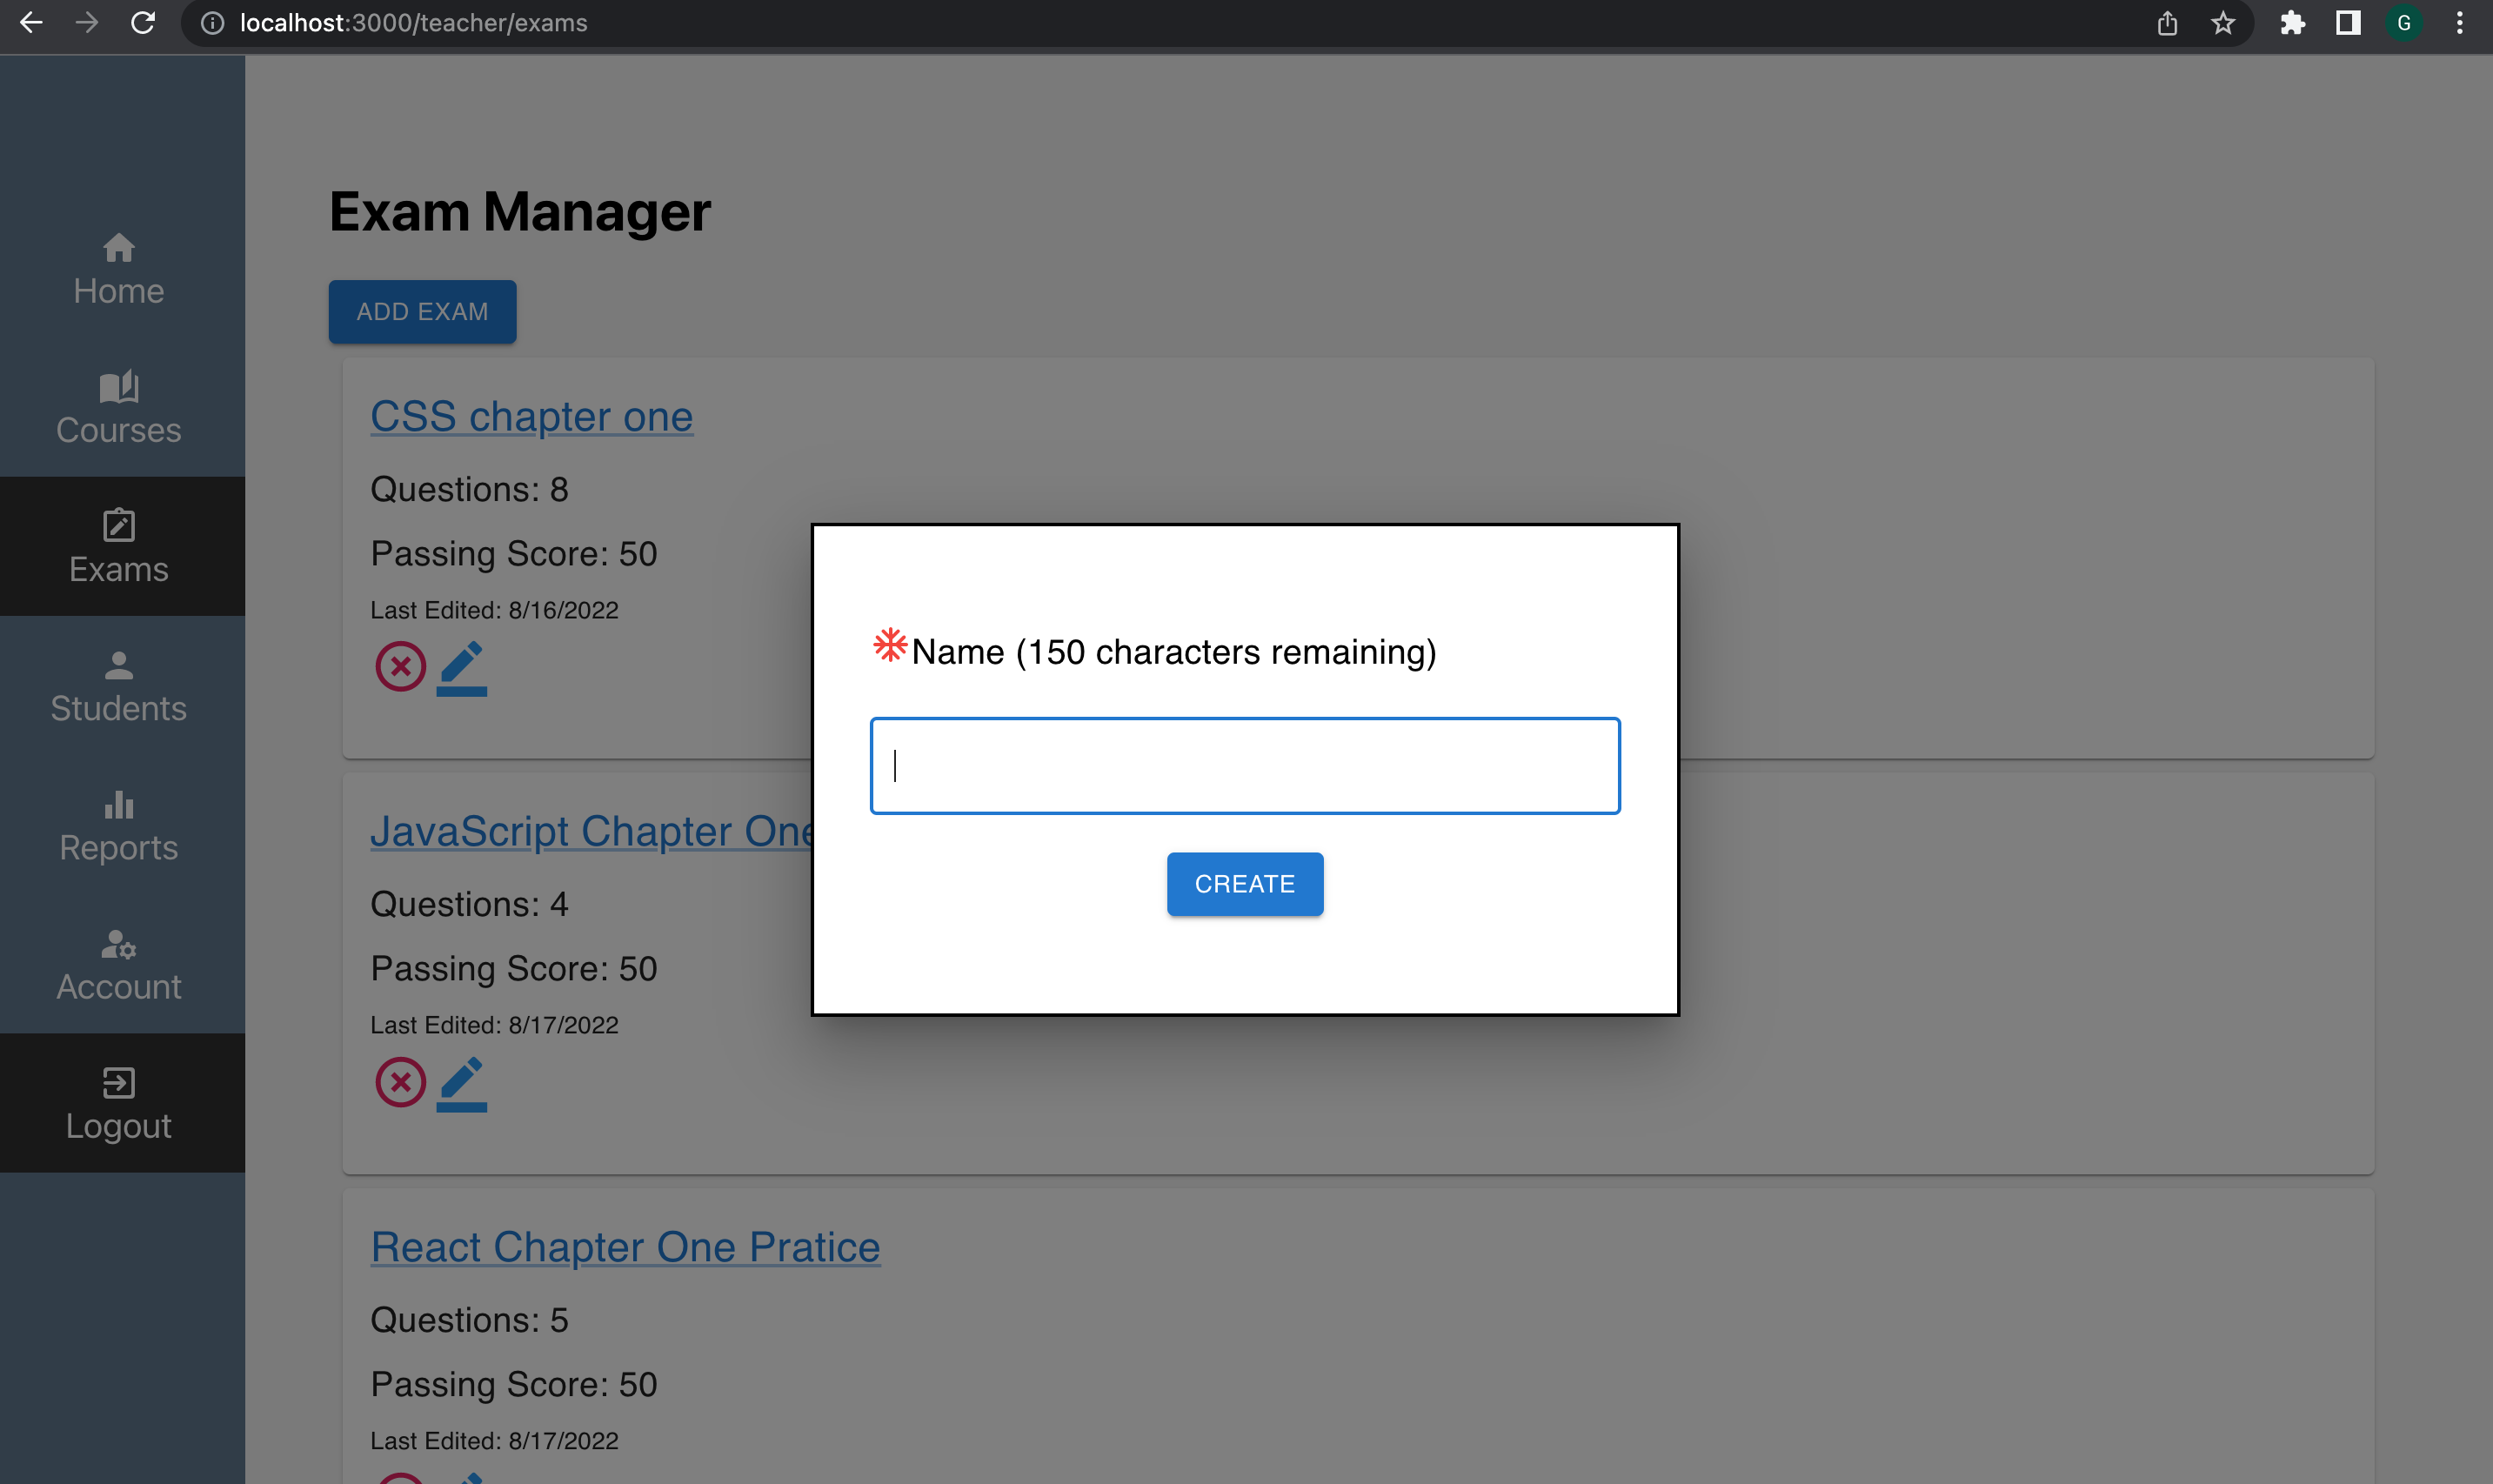 localhost:3000/teacher/exams
G
Home
Courses
Exams
Students
Reports
Account
Logout
Exam Manager
ADD EXAM
CSS chapter one
Questions: 8
Passing Score: 50
Last Edited: 8/16/2022
JavaScript Chapter One
Questions: 4
Passing Score: 50
Last Edited: 8/17/2022
React Chapter One Pratice
Questions: 5
Passing Score: 50
Last Edited: 8/17/2022
Name (150 characters remaining)
CREATE